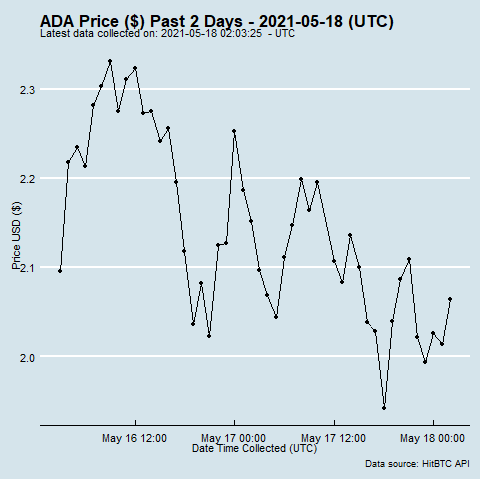 ADA Price ($) Past 2 Days - 2021-05-18 (UTC)
Latest data collected on: 2021-05-18 02:03:25 - UTC
2.3
2.2
2.1
2.0
Price USD ($)
May 16 12:00
May 17 00:00
May 17 12:00
May 18 00:00
Date Time Collected (UTC)
Data source: HitBTC API